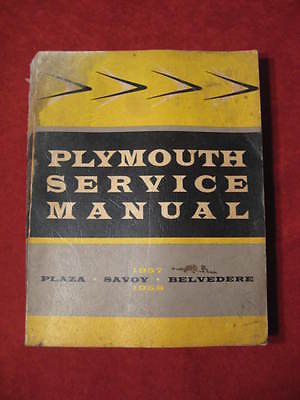 PLYMOUTH
SERVICE
MANUAL
1957
PLAZA · SAVOY · BELVEDERE
1958